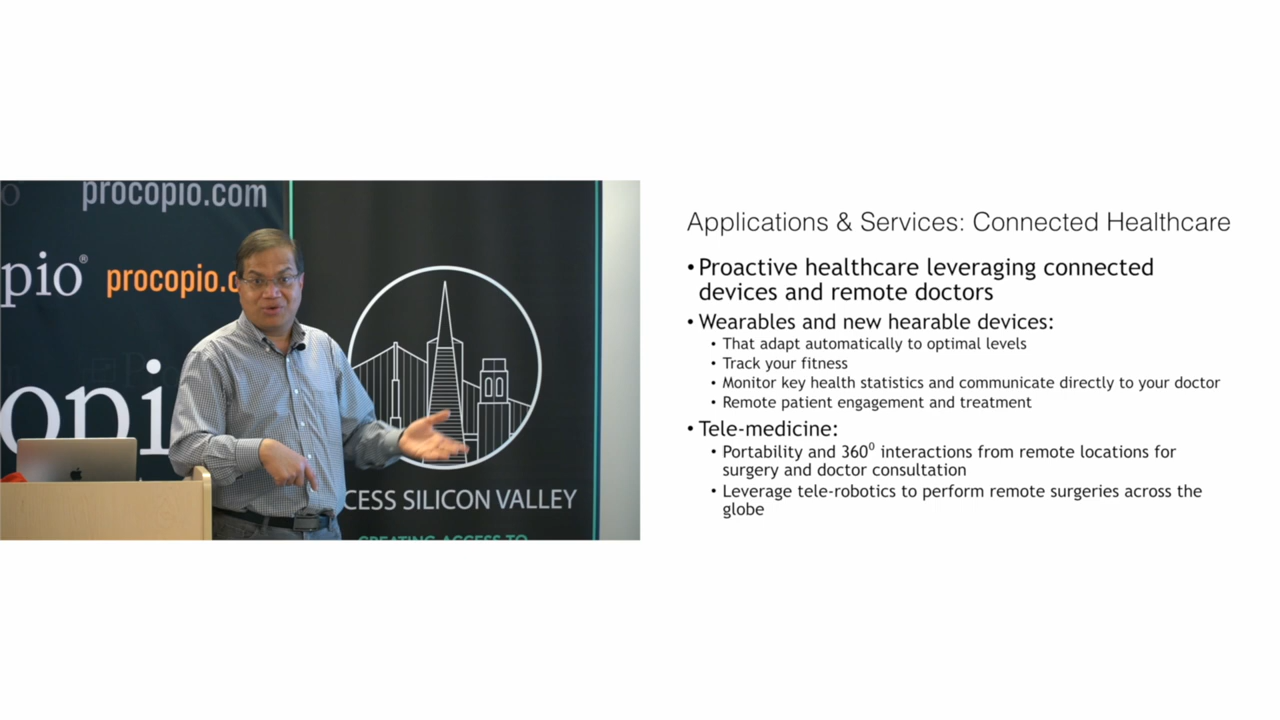 procopio.com
pio® procopio.c
opi
CESS SILICON VALLEY
CREATING ACCESS TO
Applications & Services: Connected Healthcare
• Proactive healthcare leveraging connected
devices and remote doctors
• Wearables and new hearable devices:
• That adapt automatically to optimal levels
• Track your fitness
• Monitor key health statistics and communicate directly to your doctor
• Remote patient engagement and treatment
• Tele-medicine:
• Portability and 360⁰ interactions from remote locations for
surgery and doctor consultation
• Leverage tele-robotics to perform remote surgeries across the
globe